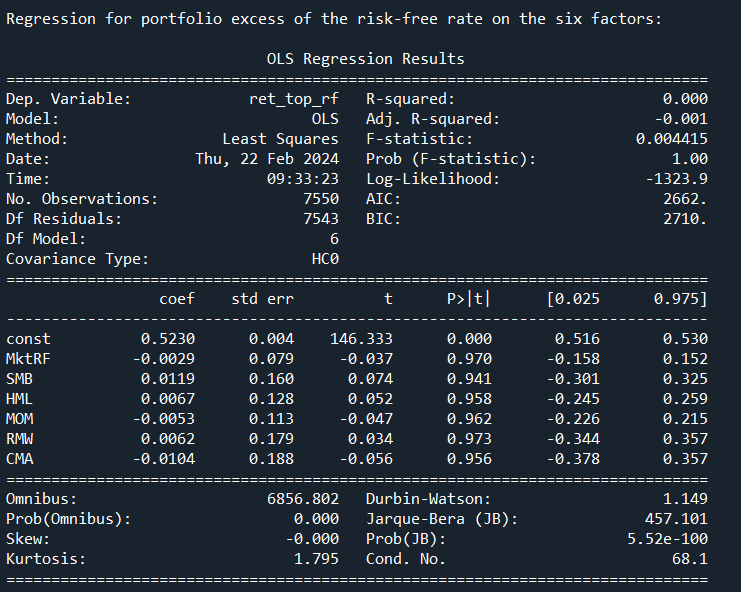 Regression for portfolio excess of the risk-free rate on the six factors:
OLS Regression Results
==============================================================================
Dep. Variable: ret_top_rf R-squared: 0.000
Model: OLS Adj. R-squared: -0.001
Method: Least Squares F-statistic: 0.004415
Date: Thu, 22 Feb 2024 Prob (F-statistic): 1.00
Time: 09:33:23 Log-Likelihood: -1323.9
No. Observations: 7550 AIC: 2662.
Df Residuals: 7543 BIC: 2710.
Df Model: 6
Covariance Type: HC0
==============================================================================
coef std err t P>|t| [0.025 0.975]
------------------------------------------------------------------------------
const 0.5230 0.004 146.333 0.000 0.516 0.530
MktRF -0.0029 0.079 -0.037 0.970 -0.158 0.152
SMB 0.0119 0.160 0.074 0.941 -0.301 0.325
HML 0.0067 0.128 0.052 0.958 -0.245 0.259
MOM -0.0053 0.113 -0.047 0.962 -0.226 0.215
RMW 0.0062 0.179 0.034 0.973 -0.344 0.357
CMA -0.0104 0.188 -0.056 0.956 -0.378 0.357
==============================================================================
Omnibus: 6856.802 Durbin-Watson: 1.149
Prob(Omnibus): 0.000 Jarque-Bera (JB): 457.101
Skew: -0.000 Prob(JB): 5.52e-100
Kurtosis: 1.795 Cond. No. 68.1
==============================================================================